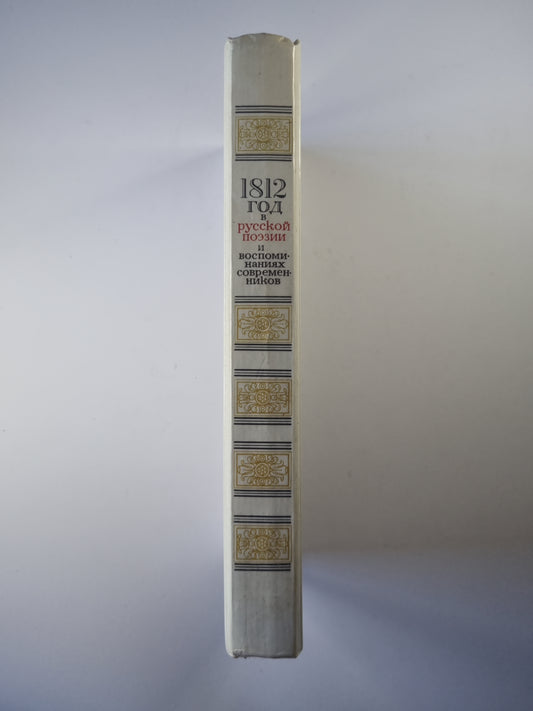 1812
ГОД
В
РУССКОЙ
ПОЭЗИИ
И
ВОСПОМИ-
НАНИЯХ
СОВРЕМЕН-
НИКОВ